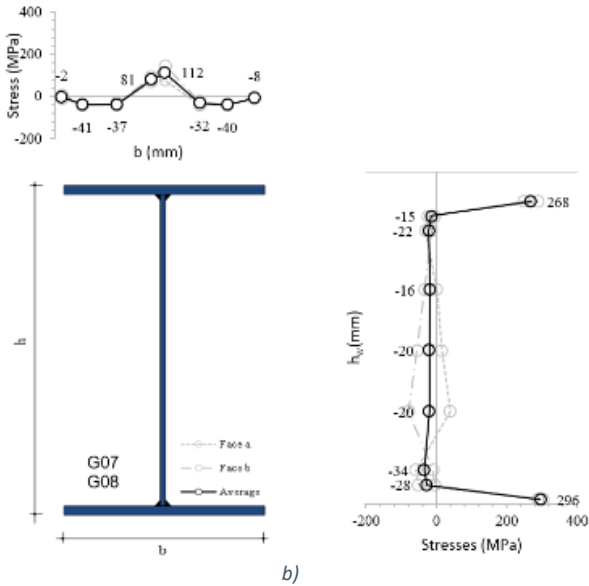 400
200
0
-200
Stress (MPa)
-2
-41
-37
81
112
-32
-40
-8
b (mm)
h
G07
G08
Face a
Face b
Average
b
268
-15
-22
-16
-20
-20
-34
-28
296
hw(mm)
-200
0
200
400
Stresses (MPa)
b)